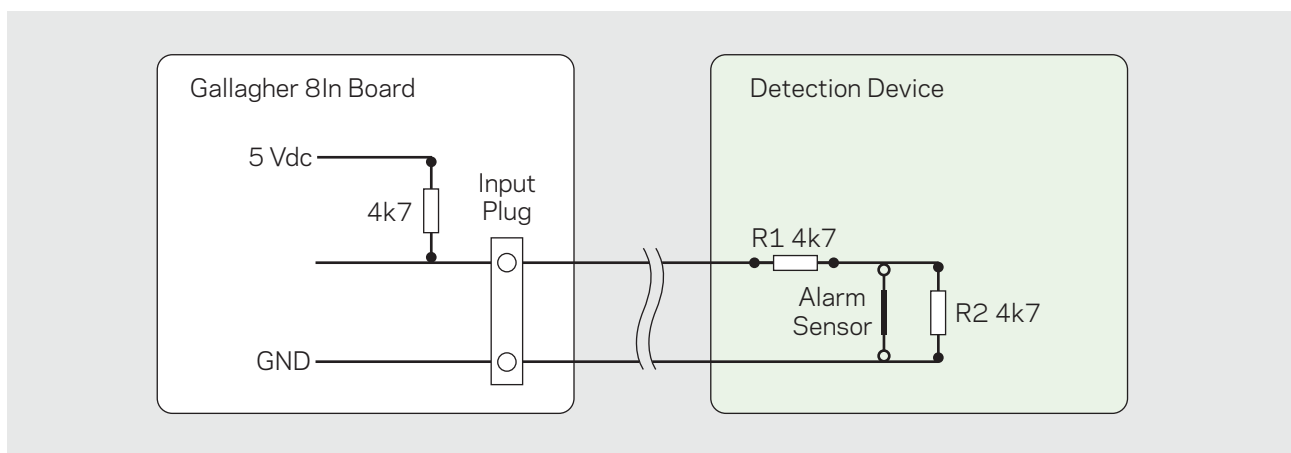 Gallagher 8In Board
Detection Device
5 Vdc
4k7
Input
Plug
R1 4k7
Alarm
Sensor
R2 4k7
GND